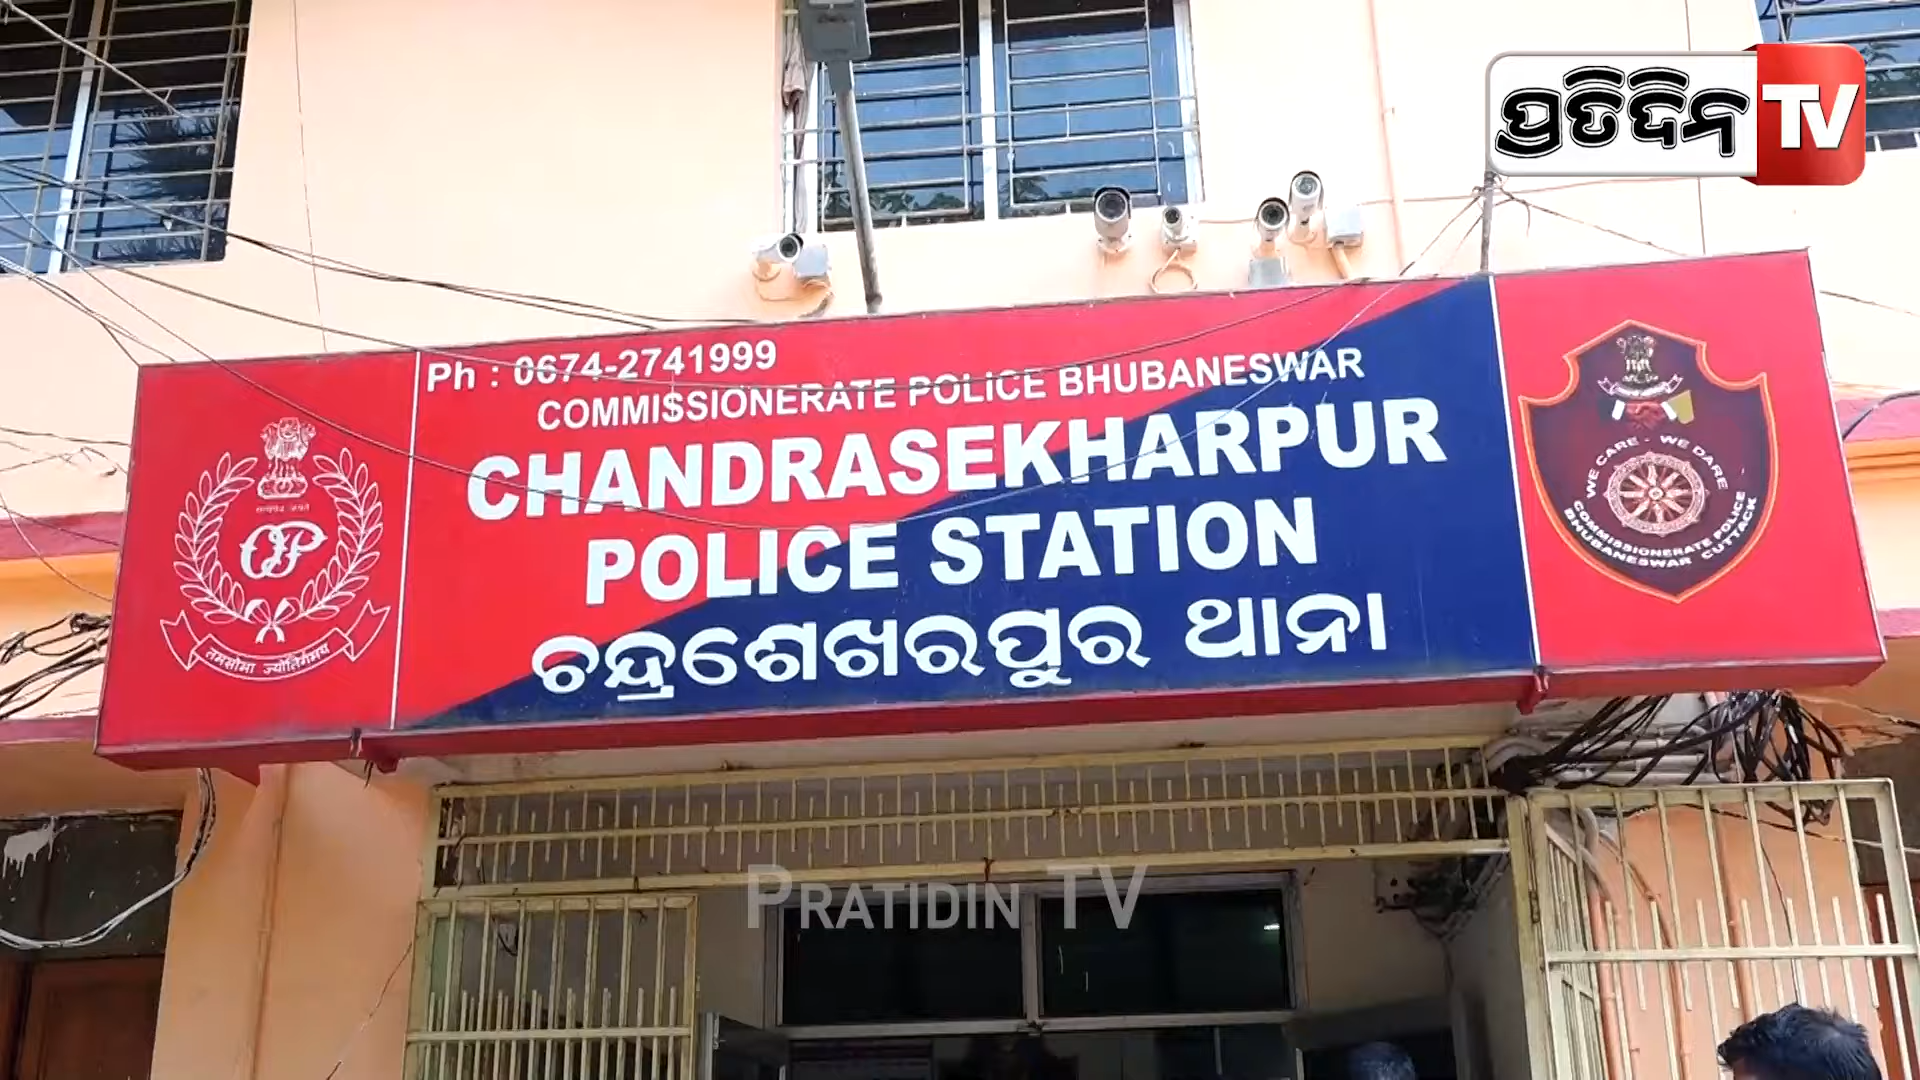 ପ୍ରତିଦିନ TV
Ph : 0674-2741999
COMMISSIONERATE POLICE BHUBANESWAR
CHANDRASEKHARPUR
POLICE STATION
ଚନ୍ଦ୍ରଶେଖରପୁର ଥାନା
OP
तमसोमा ज्योतिर्गमय
WE CARE - WE DARE
COMMISSIONERATE POLICE
BHUBANESWAR CUTTACK
PRATIDIN TV